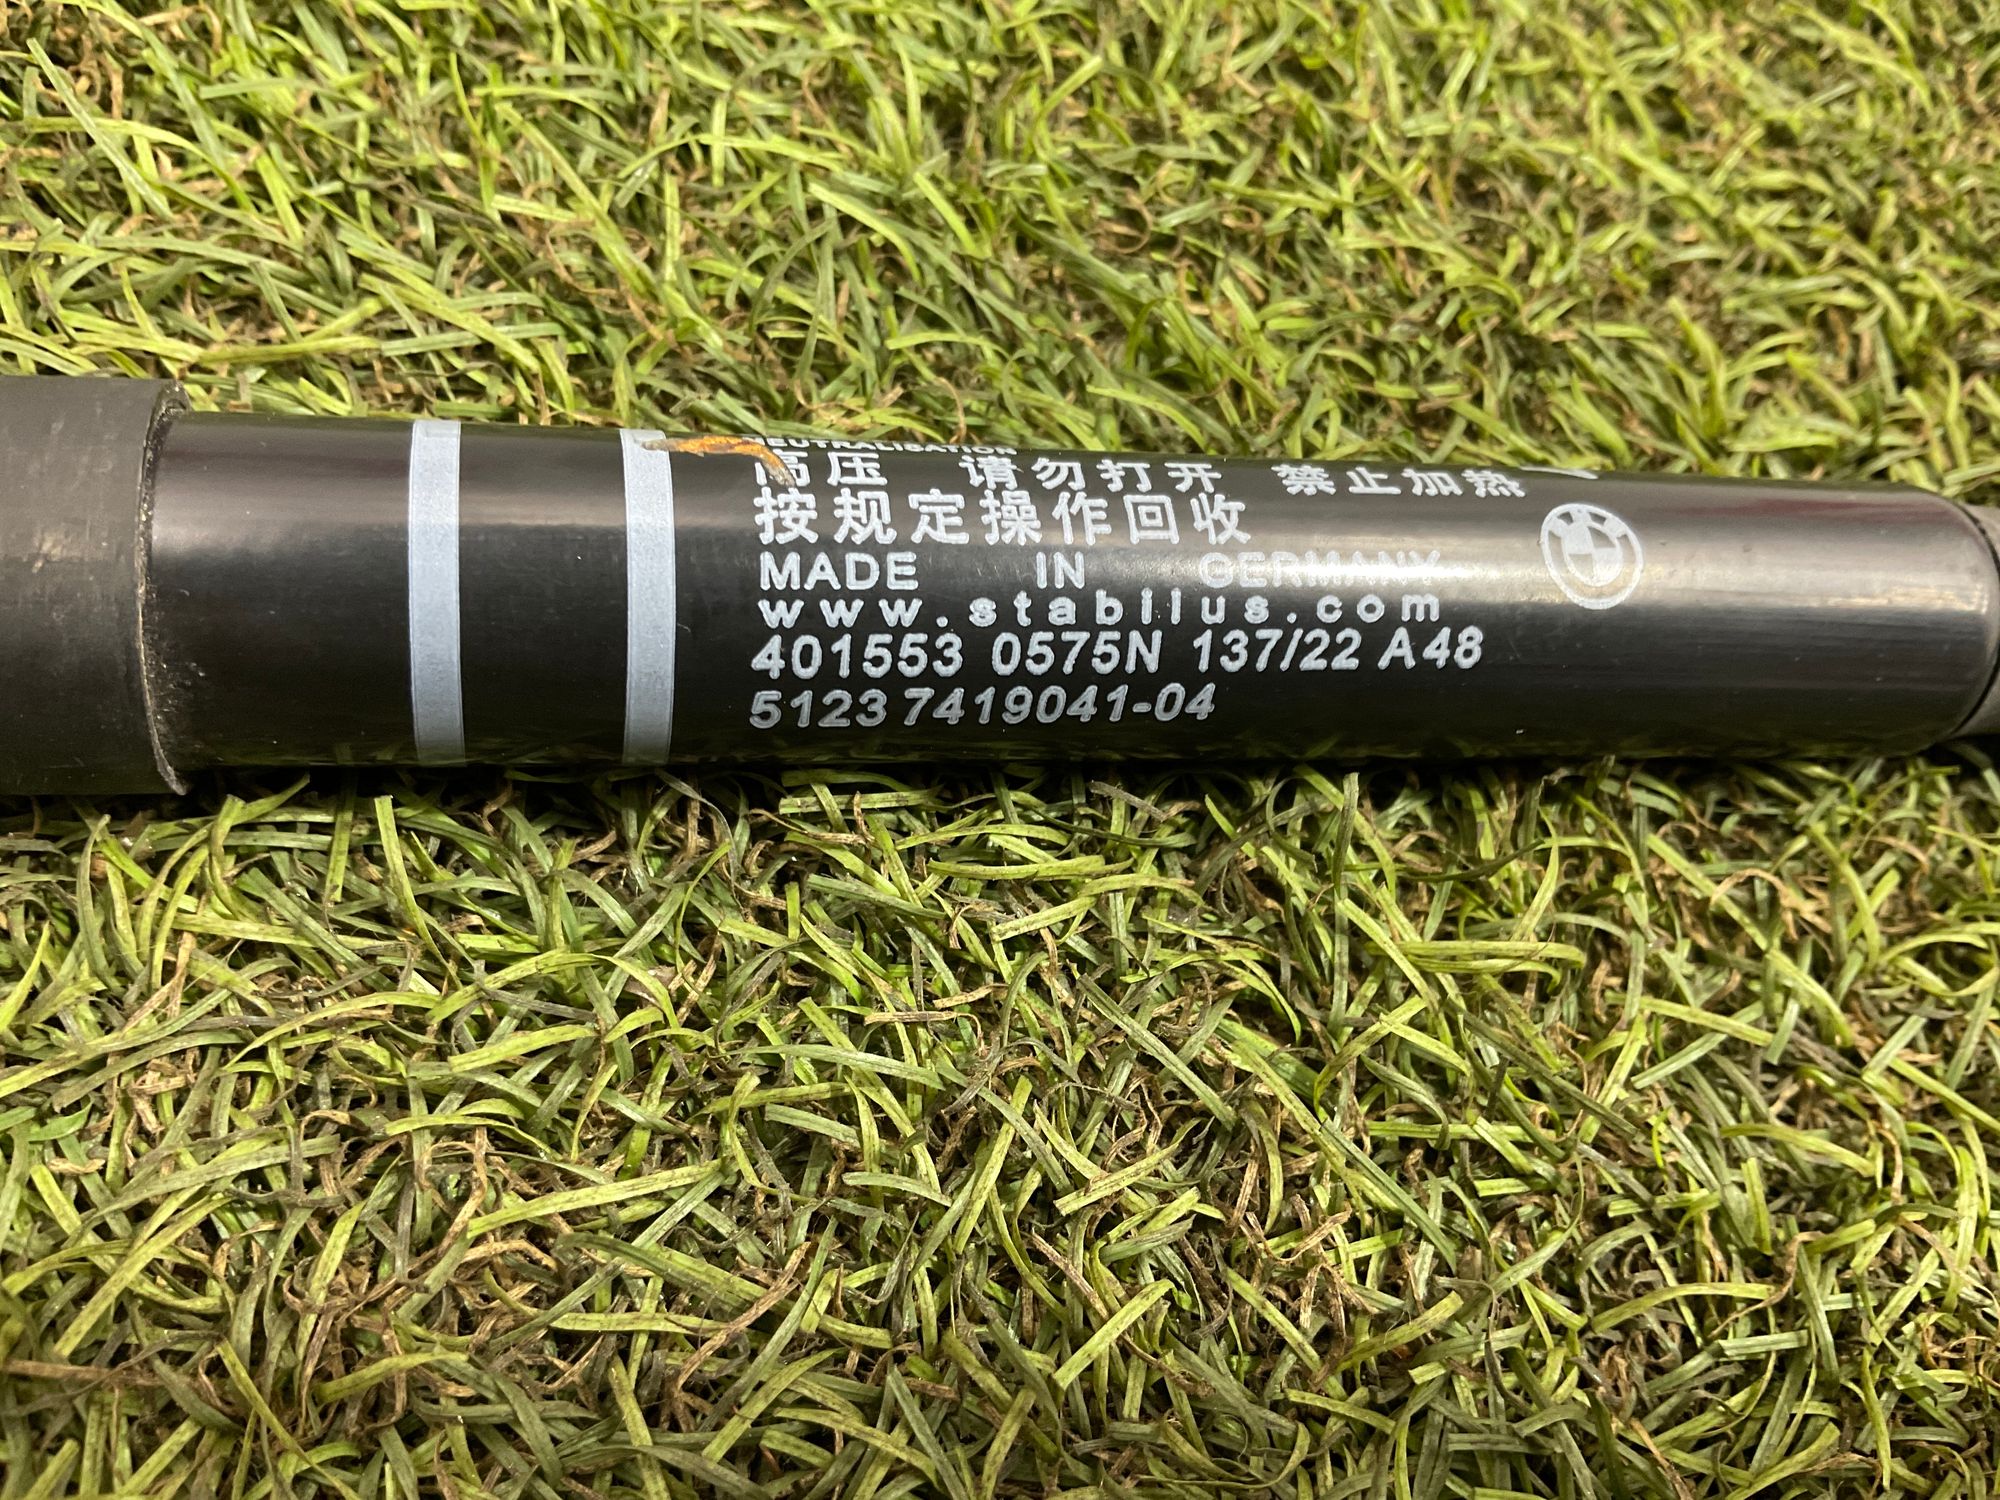 NEUTRALISATION
高压 请勿打开 禁止加热
按规定操作回收
MADE IN GERMANY
www.stabilus.com
401553 0575N 137/22 A48
5123 7419041-04